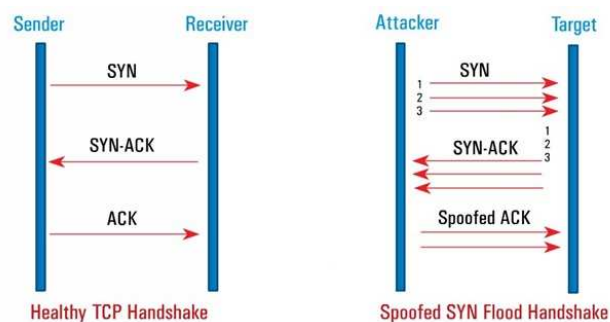 Sender
Receiver
SYN
SYN-ACK
ACK
Healthy TCP Handshake
Attacker
Target
SYN
1
2
3
SYN-ACK
1
2
3
Spoofed ACK
Spoofed SYN Flood Handshake